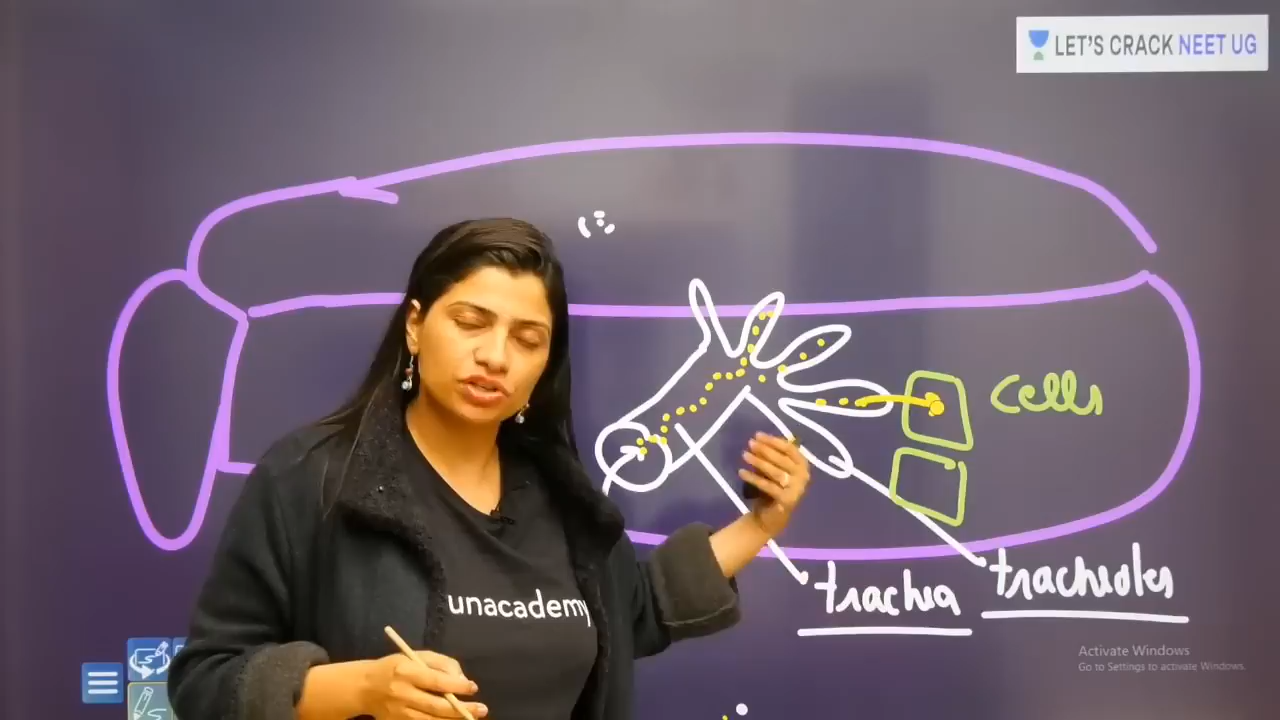 LET'S CRACK NEET UG
cells
unacademy
trachea
tracheoles
Activate Windows
Go to Settings to activate Windows.